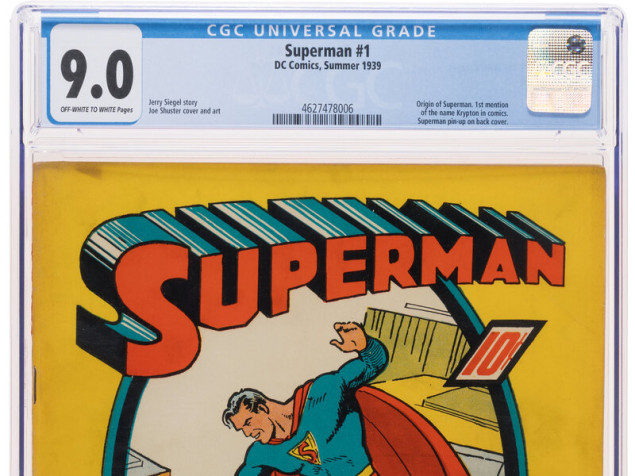 CGC UNIVERSAL GRADE
9.0
OFF-WHITE TO WHITE Pages
Superman #1
DC Comics, Summer 1939
Jerry Siegel story
Joe Shuster cover and art
4627478006
Origin of Superman. 1st mention
of the name Krypton in comics.
Superman pin-up on back cover.
CGC
SUPERMAN
10¢
S